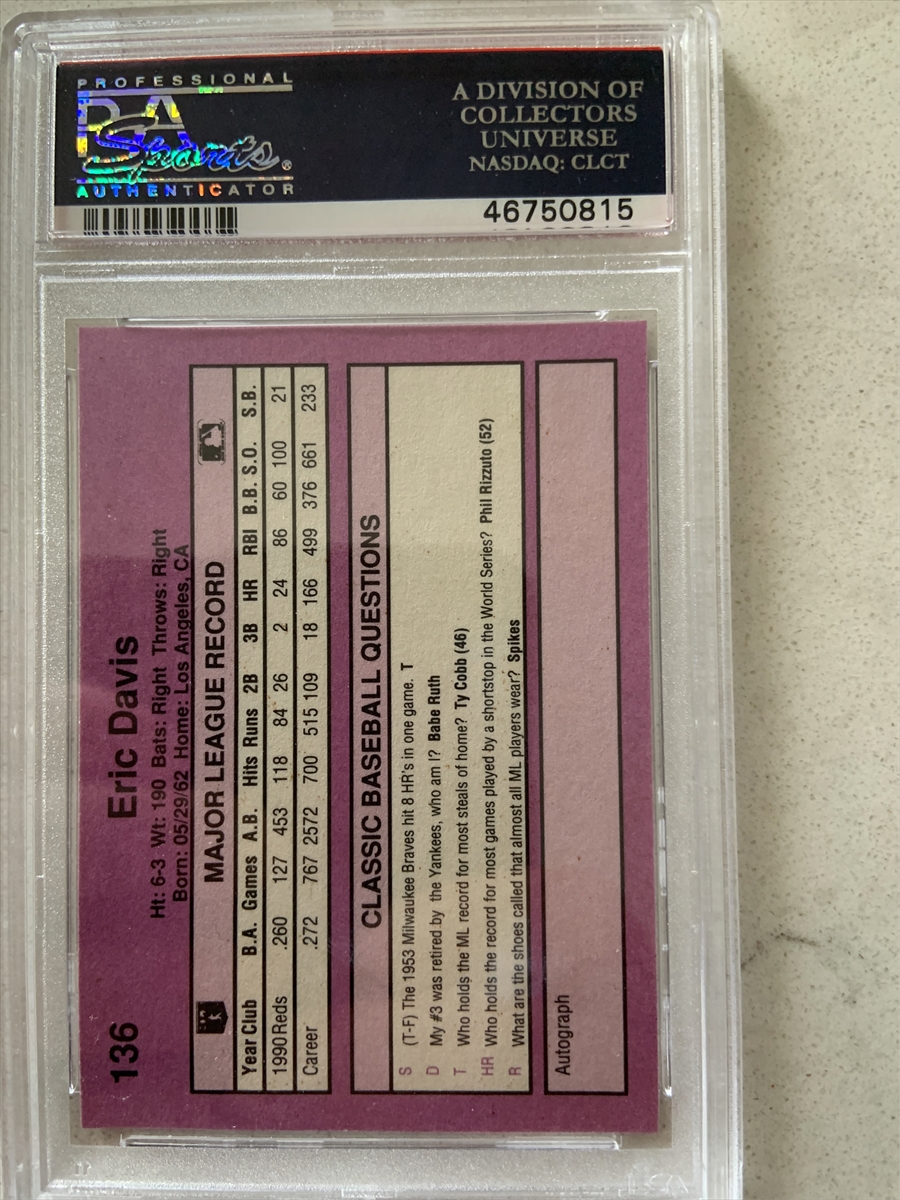 PROFESSIONAL
PSA
Sports®
AUTHENTICATOR
A DIVISION OF
COLLECTORS
UNIVERSE
NASDAQ: CLCT
46750815
136 Eric Davis
Ht: 6-3 Wt: 190 Bats: Right Throws: Right
Born: 05/29/62 Home: Los Angeles, CA
MAJOR LEAGUE RECORD
Year Club B.A. Games A.B. Hits Runs 2B 3B HR RBI B.B. S.O. S.B.
1990 Reds .260 127 453 118 84 26 2 24 86 60 100 21
Career .272 767 2572 700 515 109 18 166 499 376 661 233
CLASSIC BASEBALL QUESTIONS
S (T-F) The 1953 Milwaukee Braves hit 8 HR's in one game. T
D My #3 was retired by the Yankees, who am I? Babe Ruth
T Who holds the ML record for most steals of home? Ty Cobb (46)
HR Who holds the record for most games played by a shortstop in the World Series? Phil Rizzuto (52)
R What are the shoes called that almost all ML players wear? Spikes
Autograph